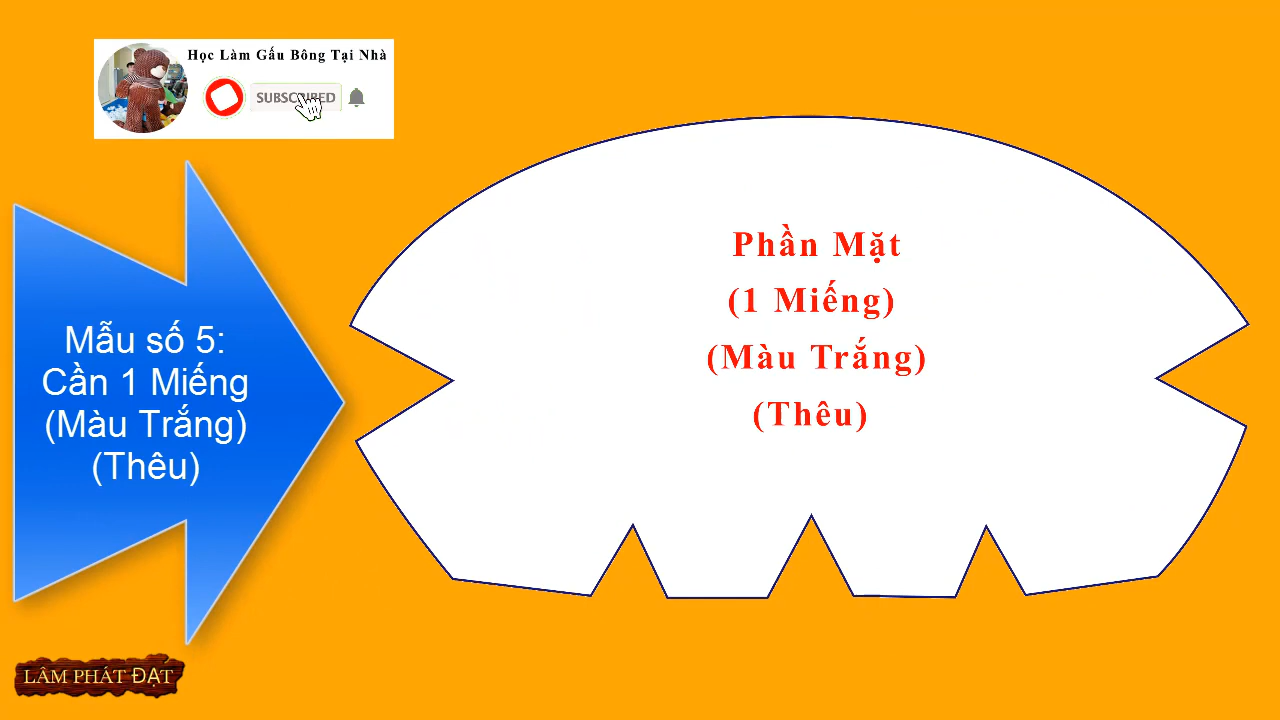 Học Làm Gấu Bông Tại Nhà
SUBSCRIBED
Phần Mặt
(1 Miếng)
(Màu Trắng)
(Thêu)
Mẫu số 5:
Cần 1 Miếng
(Màu Trắng)
(Thêu)
LÂM PHÁT ĐẠT